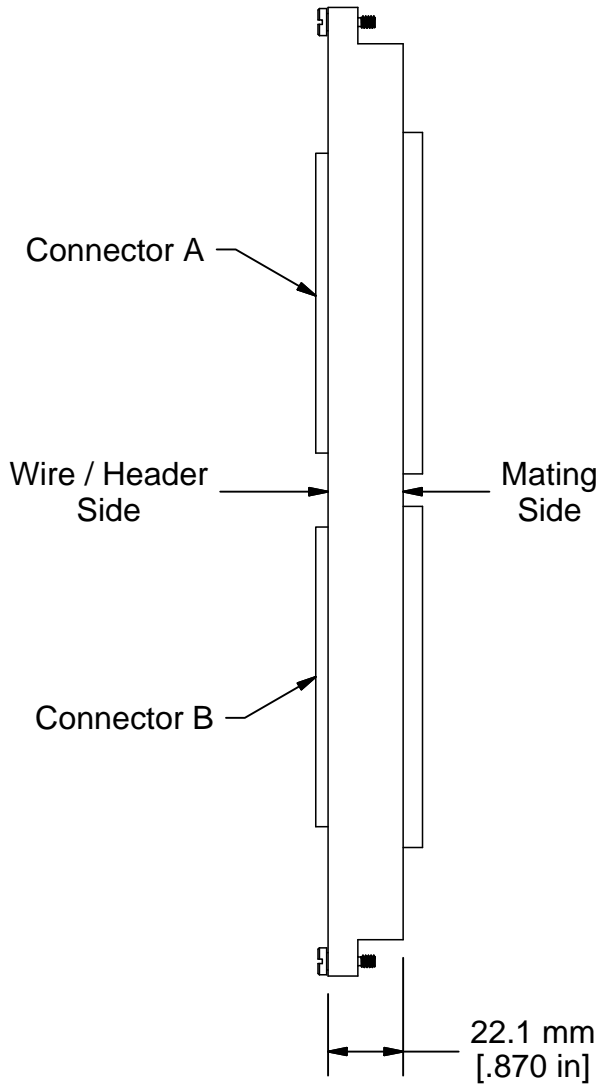 Connector A
Wire / Header
Side
Mating
Side
Connector B
22.1 mm
[.870 in]